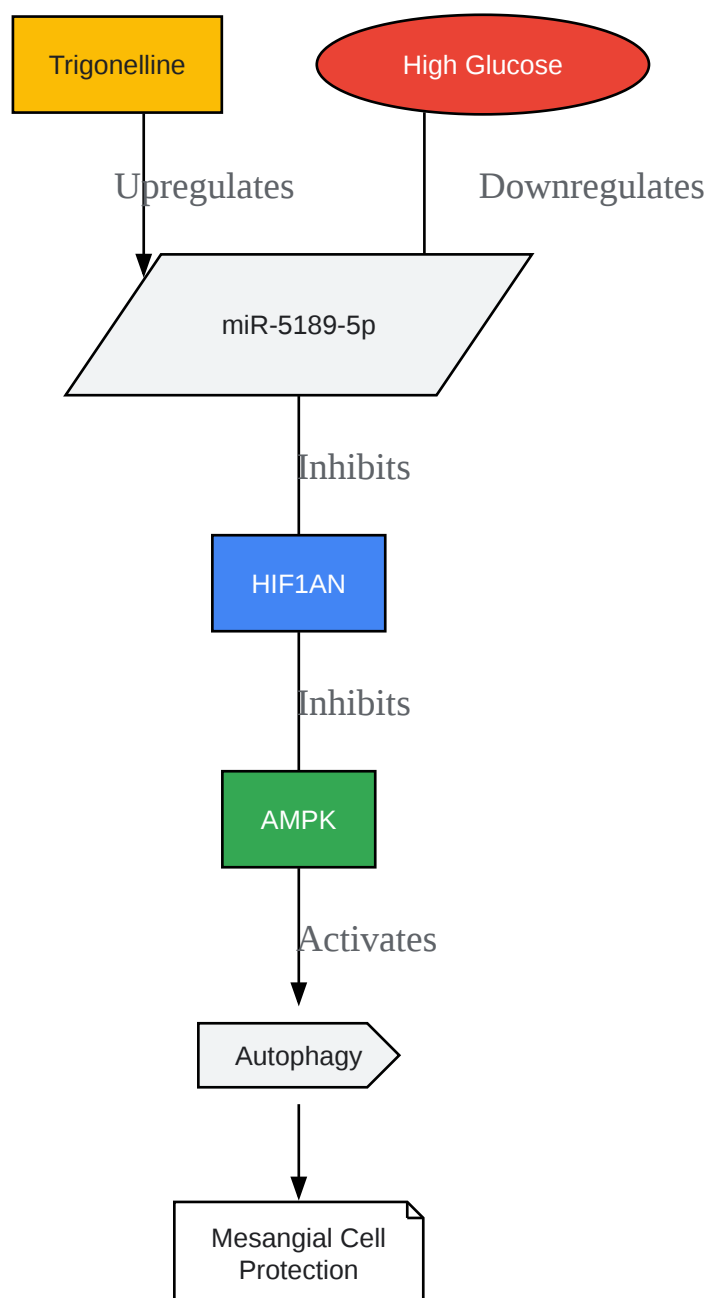 Trigonelline
High Glucose
Upregulates
Downregulates
miR-5189-5p
Inhibits
HIF1AN
Inhibits
AMPK
Activates
Autophagy
Mesangial Cell
Protection